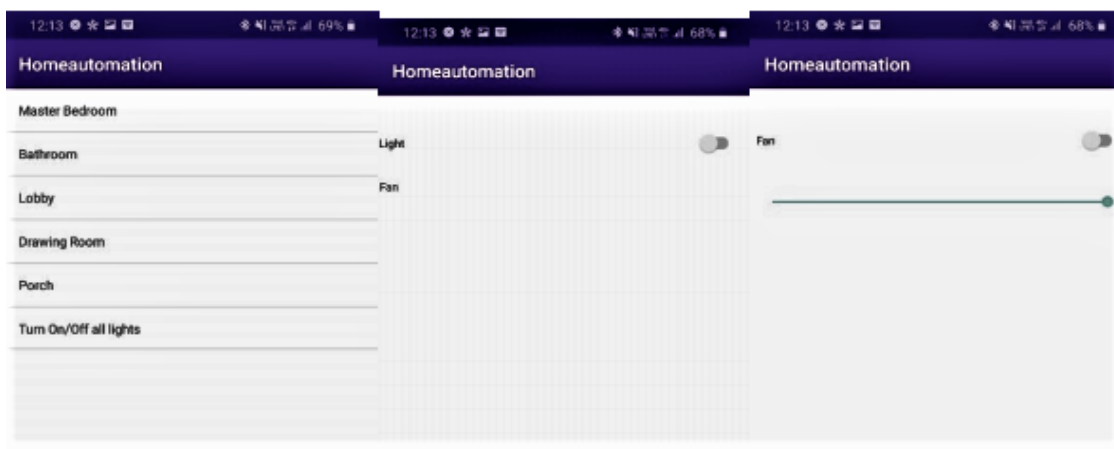 12:13 69%
Homeautomation
Master Bedroom
Bathroom
Lobby
Drawing Room
Porch
Turn On/Off all lights
12:13 68%
Homeautomation
Light
Fan
12:13 68%
Homeautomation
Fan